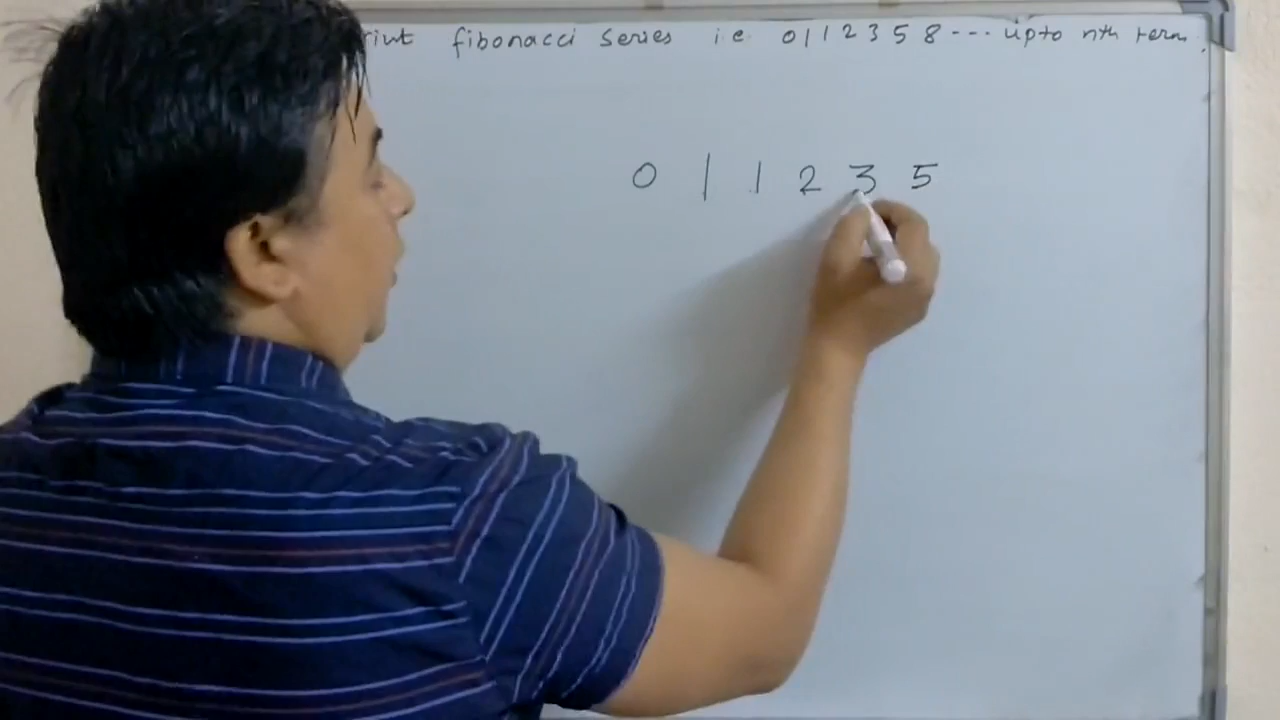 rint fibonacci series i.e 0 1 1 2 3 5 8 --- upto nth term.
0 1 1 2 3 5